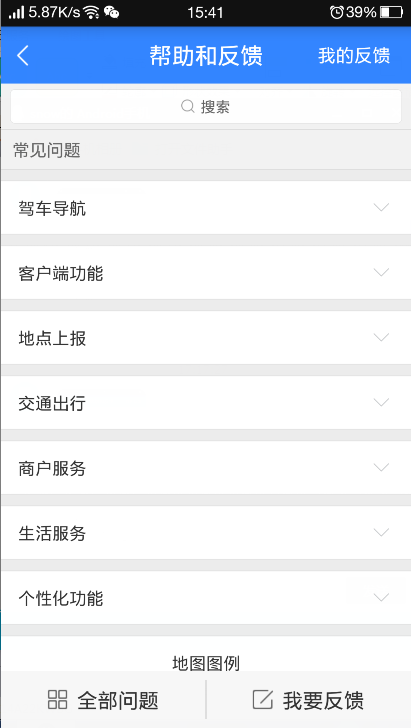 5.87K/s 15:41 39%
帮助和反馈 我的反馈
搜索
常见问题
驾车导航
客户端功能
地点上报
交通出行
商户服务
生活服务
个性化功能
地图图例
全部问题 我要反馈